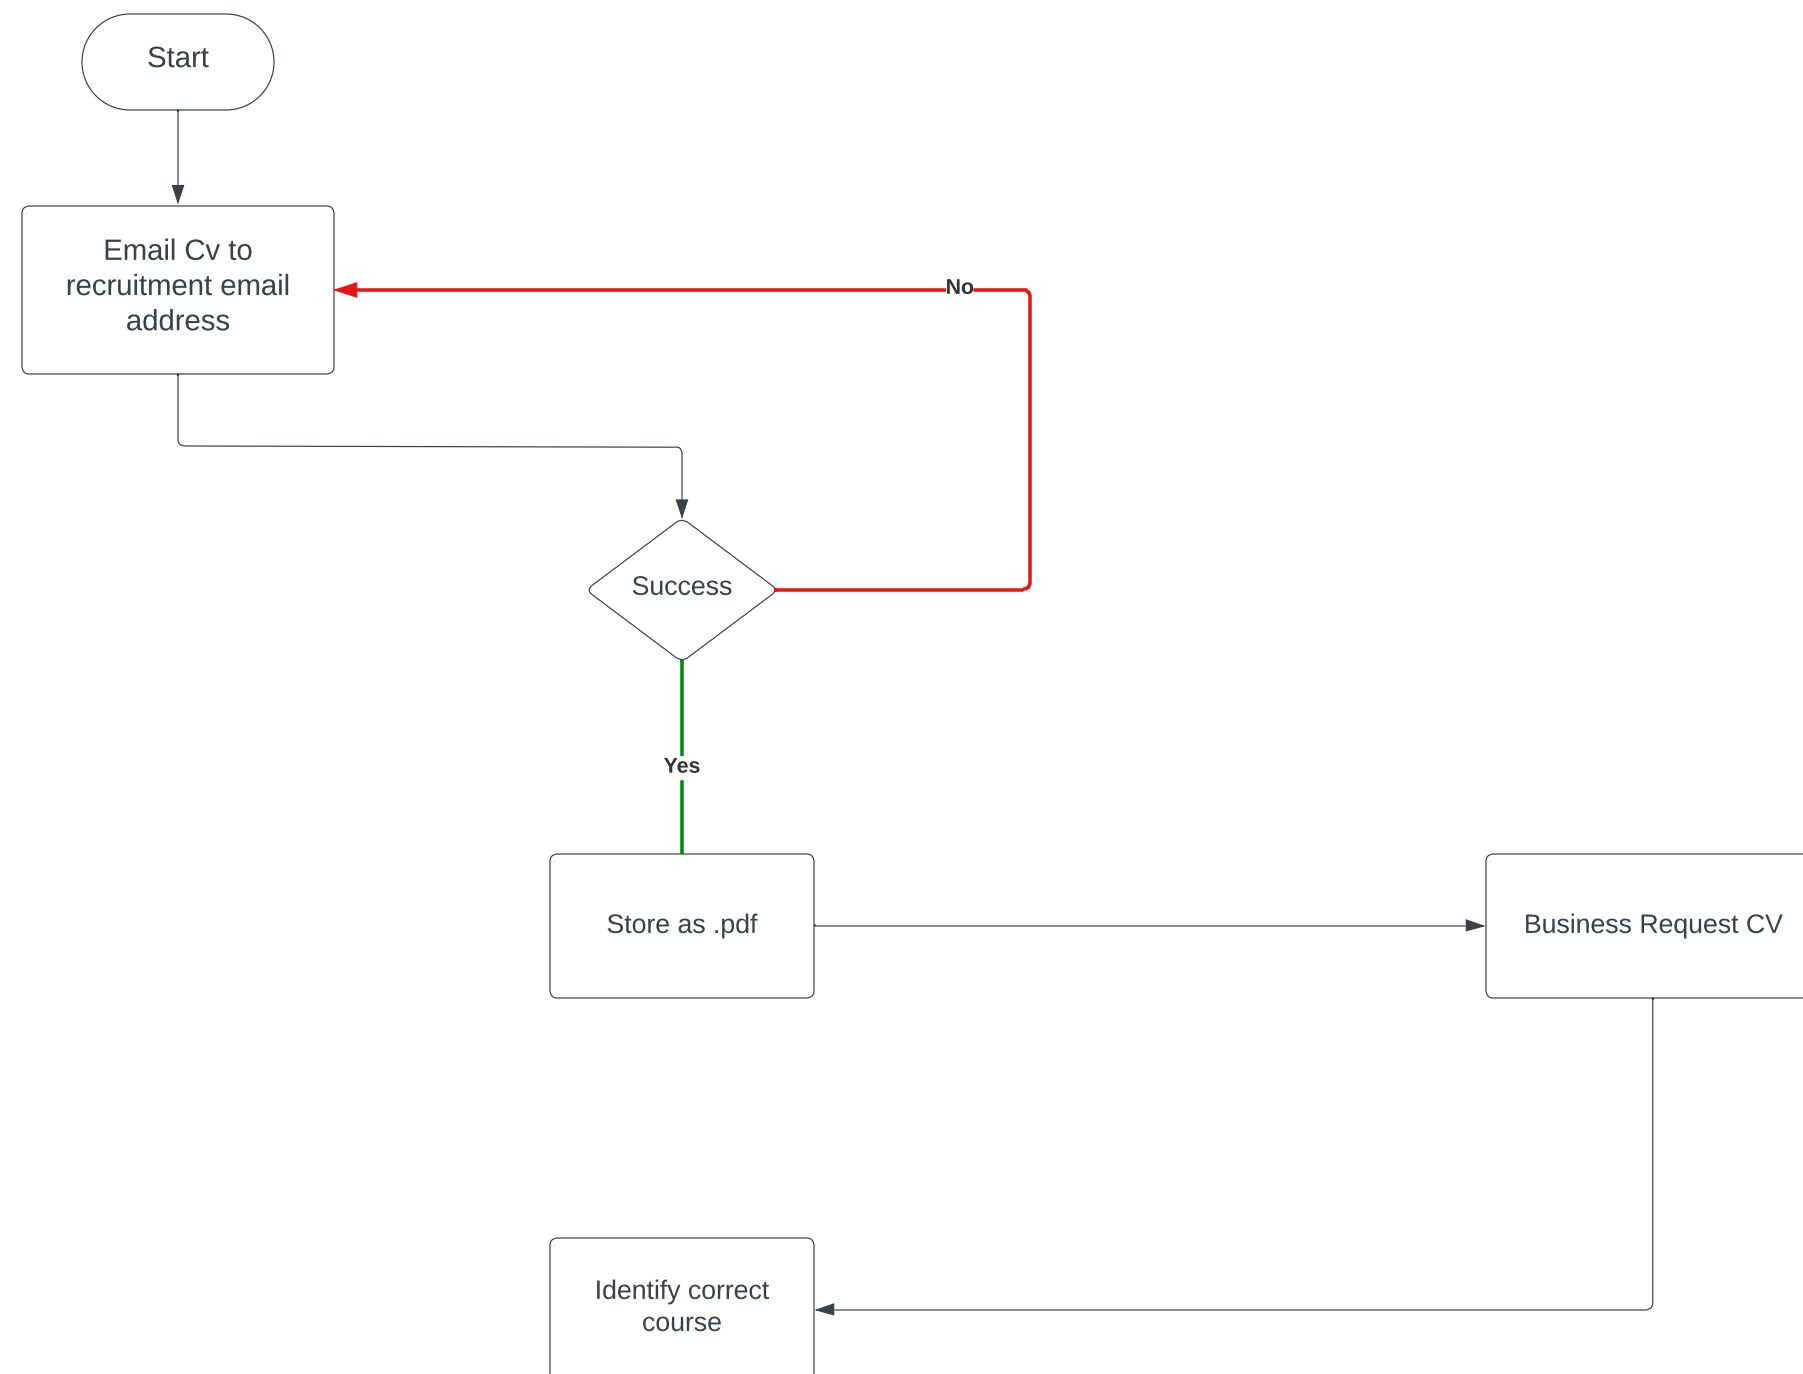 Start
Email Cv to
recruitment email
address
No
Success
Yes
Store as .pdf
Business Request CV
Identify correct
course